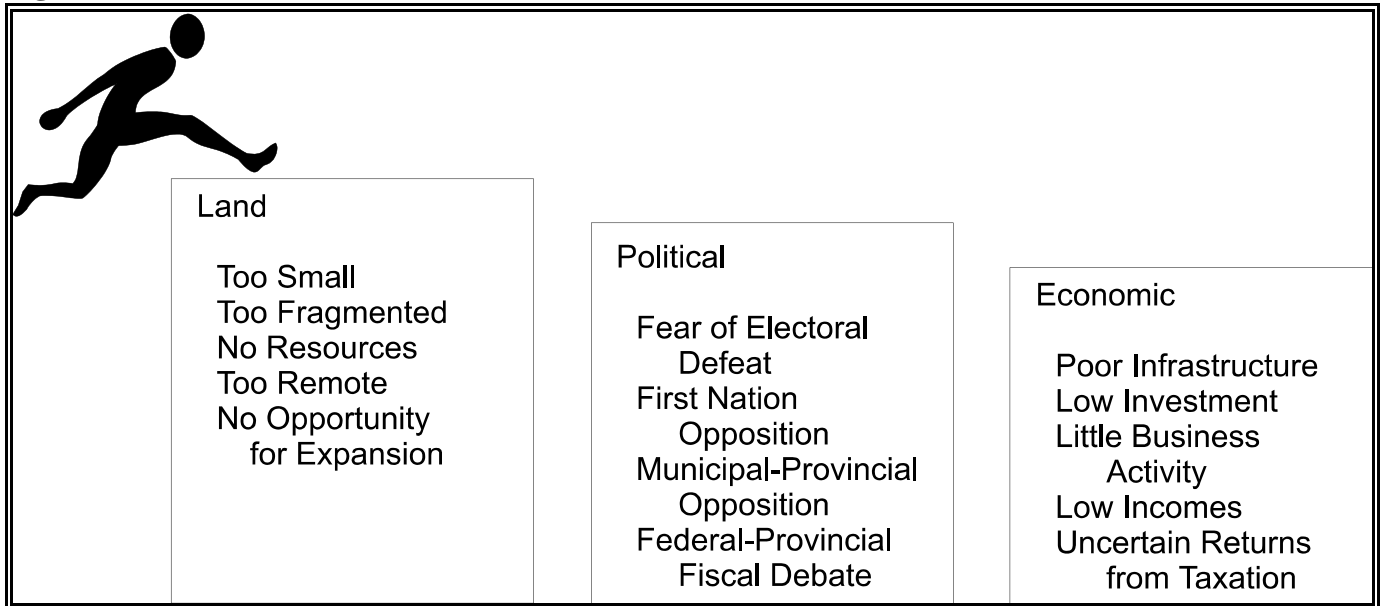 Land
Too Small
Too Fragmented
No Resources
Too Remote
No Opportunity
for Expansion
Political
Fear of Electoral
Defeat
First Nation
Opposition
Municipal-Provincial
Opposition
Federal-Provincial
Fiscal Debate
Economic
Poor Infrastructure
Low Investment
Little Business
Activity
Low Incomes
Uncertain Returns
from Taxation